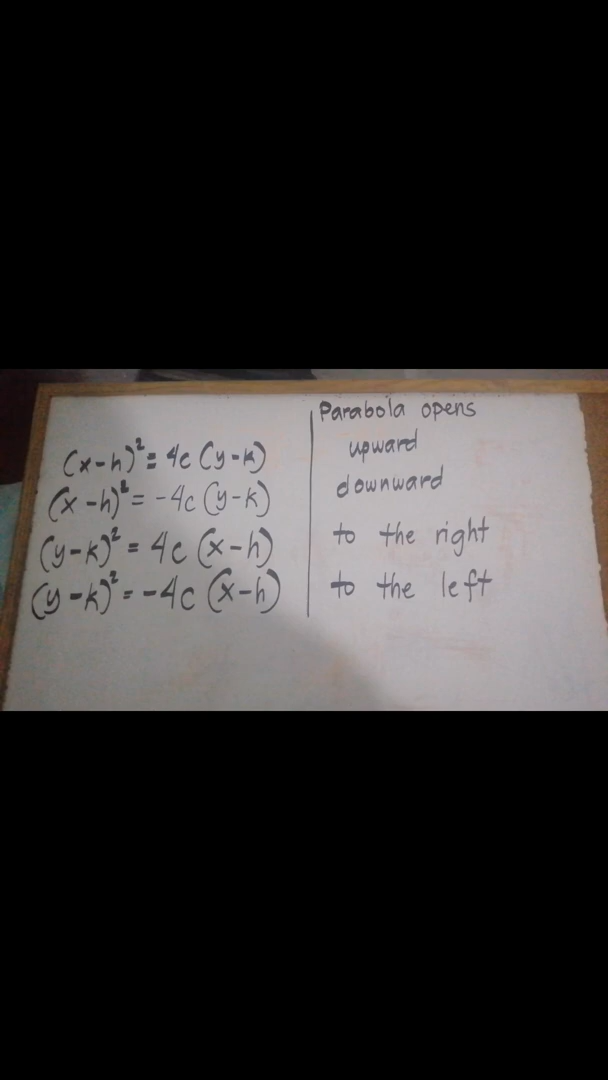 Parabola opens
(x-h)² = 4c (y-k) upward
(x-h)² = -4c (y-k) downward
(y-k)² = 4c (x-h) to the right
(y-k)² = -4c (x-h) to the left